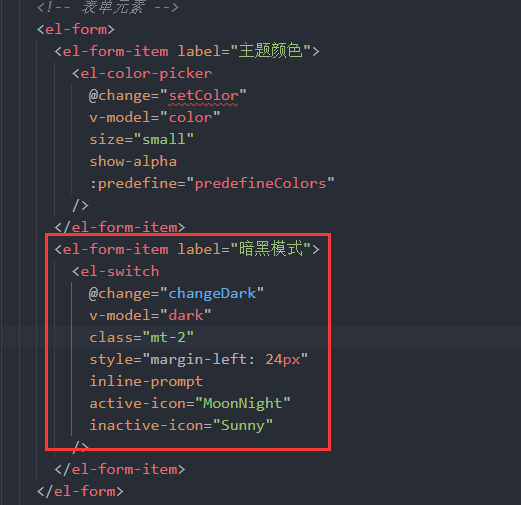 <!-- 表单元素 -->
<el-form>
<el-form-item label="主题颜色">
<el-color-picker
@change="setColor"
v-model="color"
size="small"
show-alpha
:predefine="predefineColors"
/>
</el-form-item>
<el-form-item label="暗黑模式">
<el-switch
@change="changeDark"
v-model="dark"
class="mt-2"
style="margin-left: 24px"
inline-prompt
active-icon="MoonNight"
inactive-icon="Sunny"
/>
</el-form-item>
</el-form>